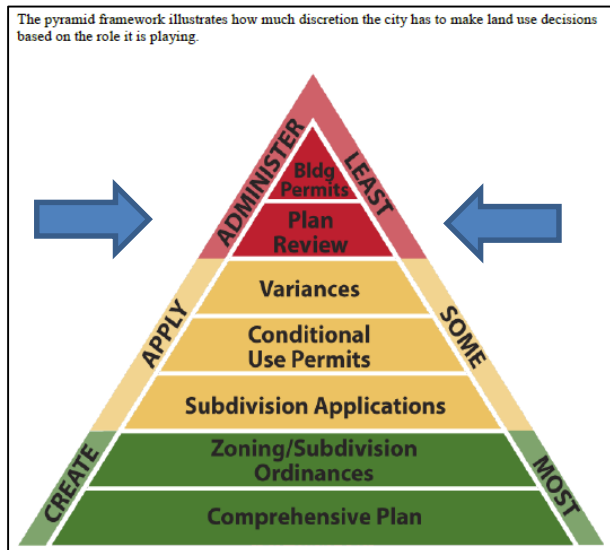 The pyramid framework illustrates how much discretion the city has to make land use decisions
based on the role it is playing.
ADMINISTER
LEAST
Bldg
Permits
Plan
Review
APPLY
SOME
Variances
Conditional
Use Permits
Subdivision Applications
CREATE
MOST
Zoning/Subdivision
Ordinances
Comprehensive Plan